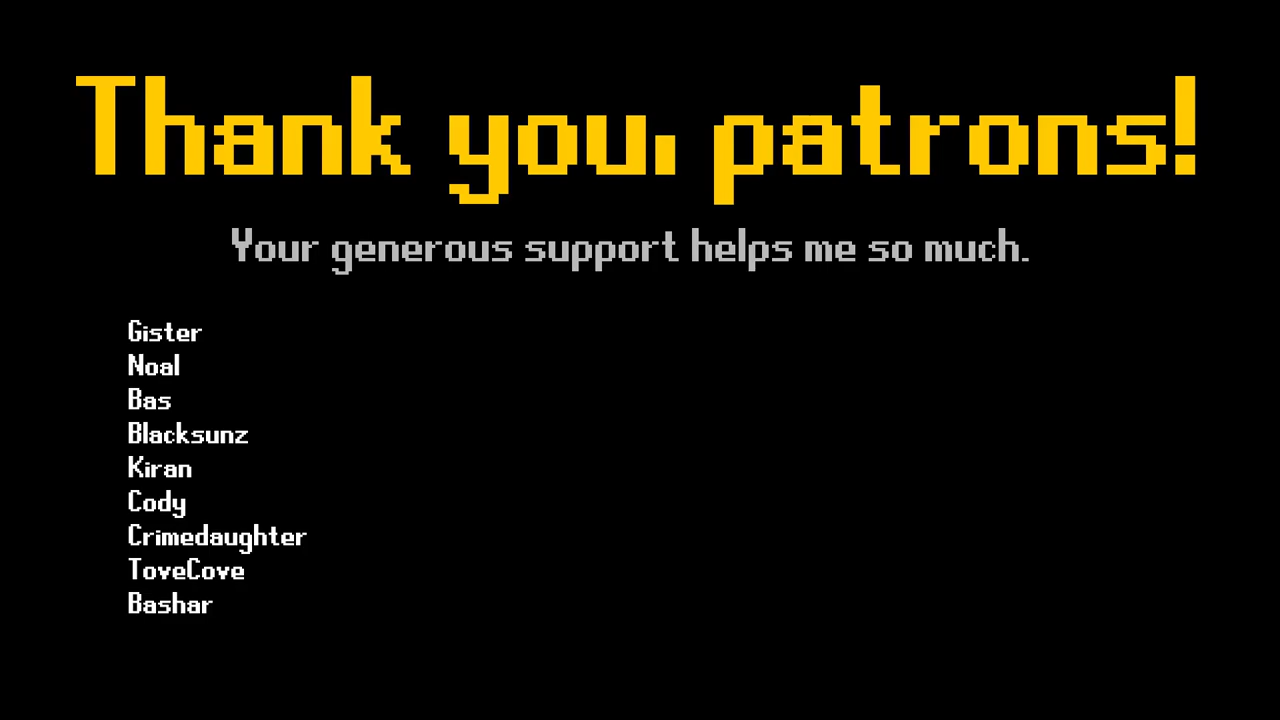 Thank you, patrons!
Your generous support helps me so much.
Gister
Noal
Bas
Blacksunz
Kiran
Cody
Crimedaughter
ToveCove
Bashar